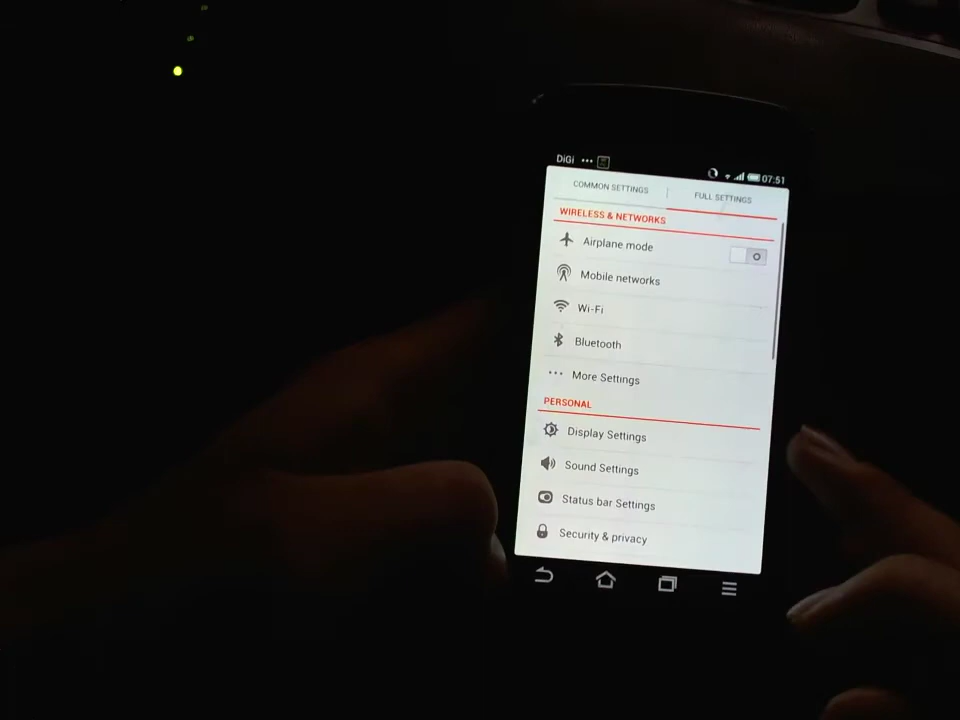 DiGi ... 07:51
COMMON SETTINGS | FULL SETTINGS
WIRELESS & NETWORKS
Airplane mode
Mobile networks
Wi-Fi
Bluetooth
More Settings
PERSONAL
Display Settings
Sound Settings
Status bar Settings
Security & privacy